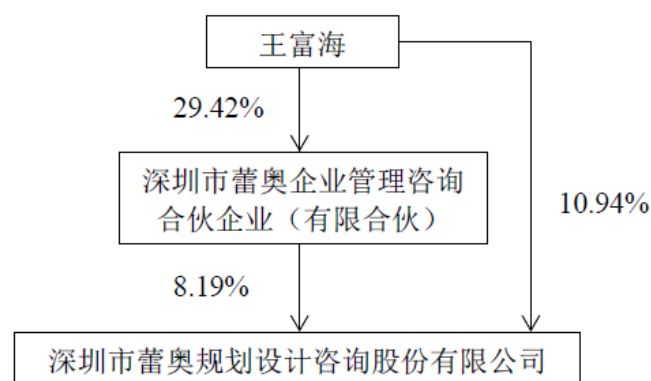 王富海
29.42%
深圳市蕾奥企业管理咨询
合伙企业（有限合伙）
10.94%
8.19%
深圳市蕾奥规划设计咨询股份有限公司